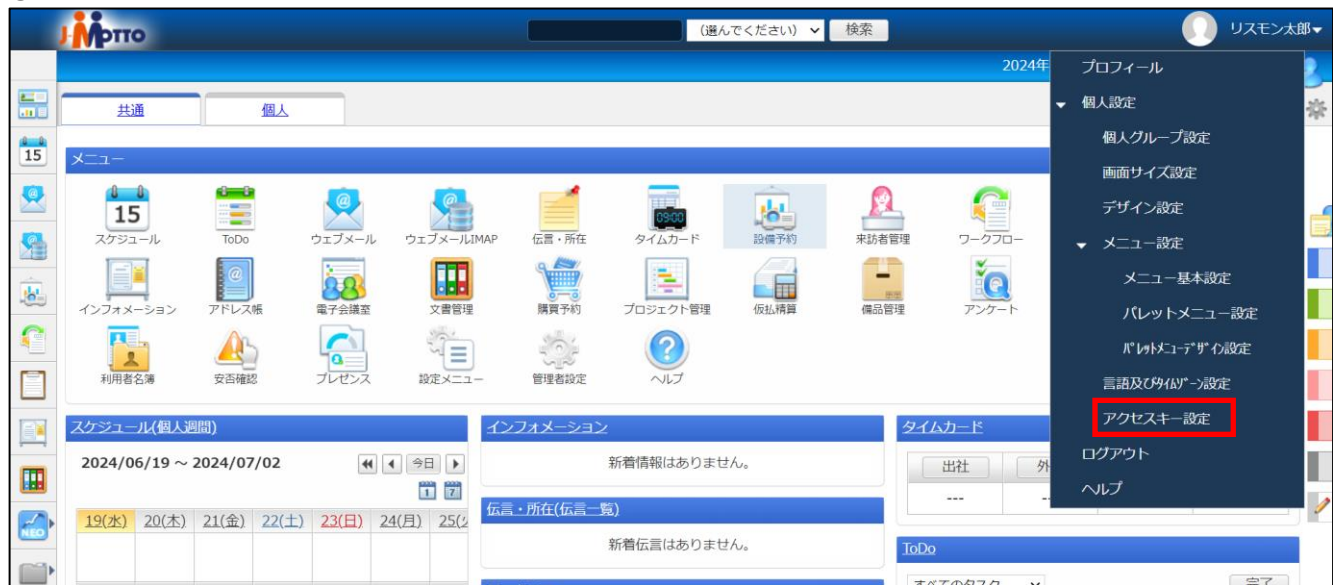 J-MOTTO
(選んでください)
検索
リスモン太郎▾
2024年
共通
個人
メニュー
15
スケジュール
ToDo
ウェブメール
ウェブメールIMAP
伝言・所在
09:00
タイムカード
設備予約
来訪者管理
ワークフロー
インフォメーション
アドレス帳
電子会議室
文書管理
購買予約
プロジェクト管理
仮払精算
備品管理
アンケート
利用者名簿
安否確認
プレゼンス
設定メニュー
管理者設定
ヘルプ
15
NEO
プロフィール
個人設定
個人グループ設定
画面サイズ設定
デザイン設定
メニュー設定
メニュー基本設定
パレットメニュー設定
ﾊﾟﾚｯﾄﾒﾆｭｰﾃﾞｻﾞｲﾝ設定
言語及びﾀｲﾑｿﾞｰﾝ設定
アクセスキー設定
ログアウト
ヘルプ
スケジュール(個人週間)
2024/06/19 ～ 2024/07/02
今日
1 7
19(水) 20(木) 21(金) 22(土) 23(日) 24(月)
インフォメーション
新着情報はありません。
伝言・所在(伝言一覧)
新着伝言はありません。
タイムカード
出社
外
---
ToDo
すべてのタスク
完了